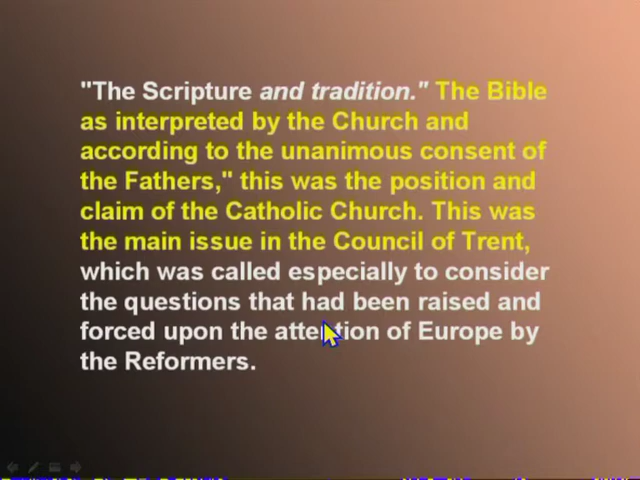 "The Scripture and tradition." The Bible
as interpreted by the Church and
according to the unanimous consent of
the Fathers," this was the position and
claim of the Catholic Church. This was
the main issue in the Council of Trent,
which was called especially to consider
the questions that had been raised and
forced upon the attention of Europe by
the Reformers.